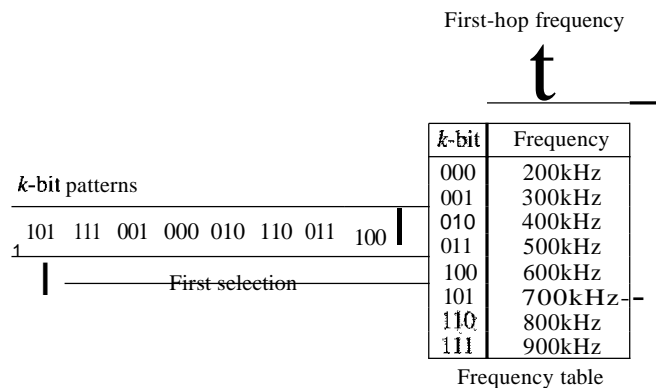 First-hop frequency
t
k-bit Frequency
000 200kHz
k-bit patterns
001 300kHz
010 400kHz
101 111 001 000 010 110 011 100
1
011 500kHz
First selection
100 600kHz
101 700kHz--
110 800kHz
111 900kHz
Frequency table